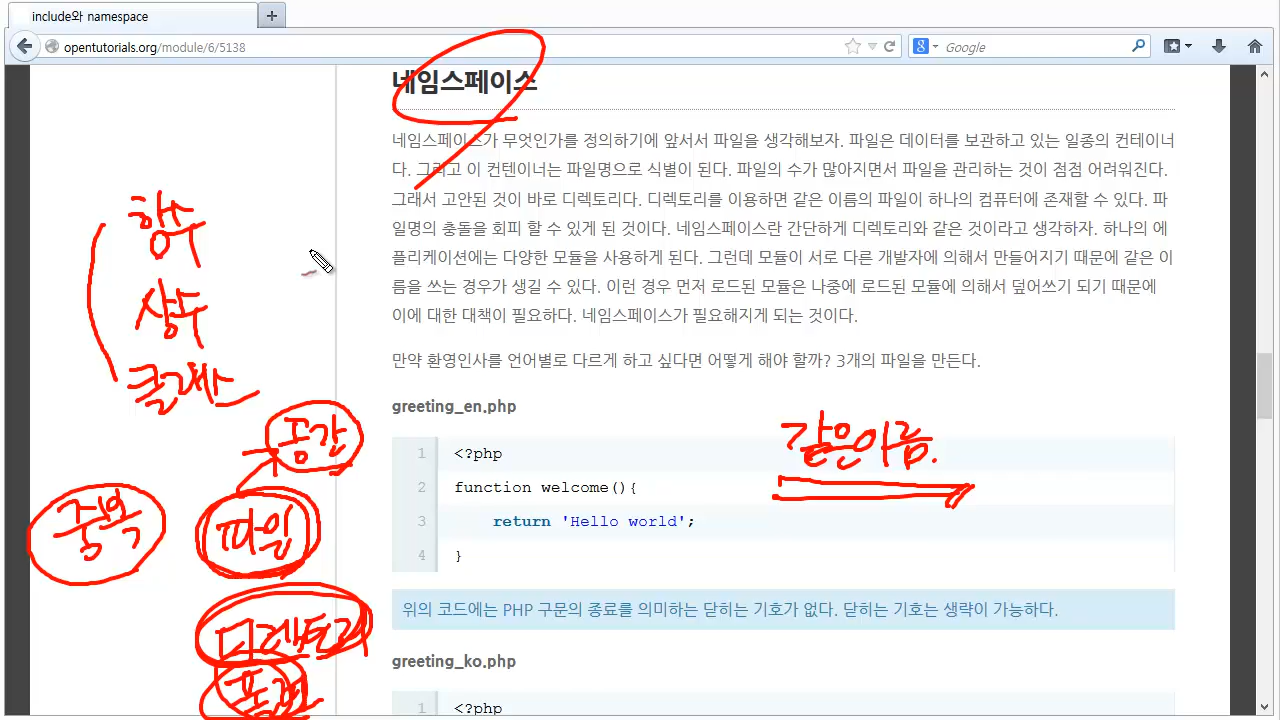 include와 namespace
opentutorials.org/module/6/5138
Google
네임스페이스
네임스페이스가 무엇인가를 정의하기에 앞서서 파일을 생각해보자. 파일은 데이터를 보관하고 있는 일종의 컨테이너
다. 그리고 이 컨텐이너는 파일명으로 식별이 된다. 파일의 수가 많아지면서 파일을 관리하는 것이 점점 어려워진다.
그래서 고안된 것이 바로 디렉토리다. 디렉토리를 이용하면 같은 이름의 파일이 하나의 컴퓨터에 존재할 수 있다. 파
일명의 충돌을 회피 할 수 있게 된 것이다. 네임스페이스란 간단하게 디렉토리와 같은 것이라고 생각하자. 하나의 에
플리케이션에는 다양한 모듈을 사용하게 된다. 그런데 모듈이 서로 다른 개발자에 의해서 만들어지기 때문에 같은 이
름을 쓰는 경우가 생길 수 있다. 이런 경우 먼저 로드된 모듈은 나중에 로드된 모듈에 의해서 덮어쓰기 되기 때문에
이에 대한 대책이 필요하다. 네임스페이스가 필요해지게 되는 것이다.
만약 환영인사를 언어별로 다르게 하고 싶다면 어떻게 해야 할까? 3개의 파일을 만든다.
greeting_en.php
1 <?php
2 function welcome(){
3 return 'Hello world';
4 }
위의 코드에는 PHP 구문의 종료를 의미하는 닫히는 기호가 없다. 닫히는 기호는 생략이 가능하다.
greeting_ko.php
1 <?php
상수
클래스
공간
중복
파일
디렉토리
같은이름.